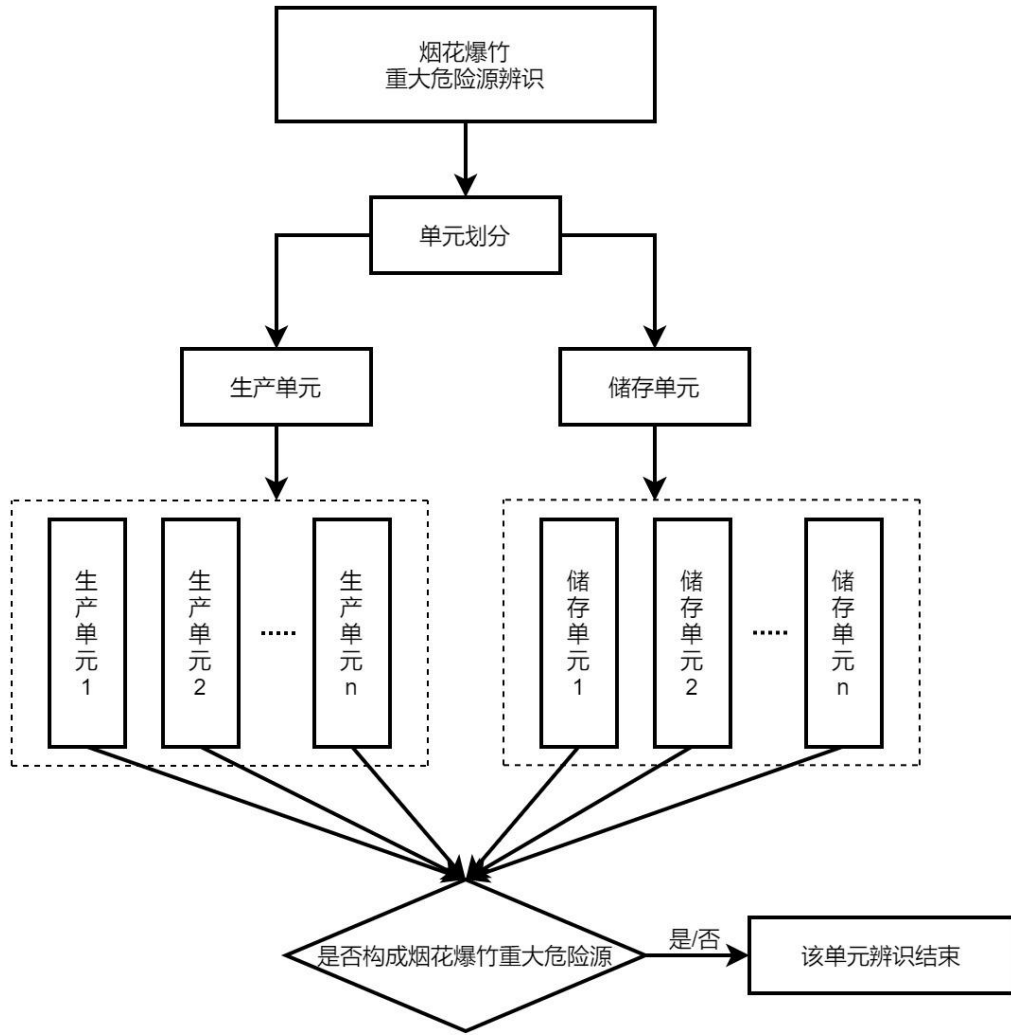 烟花爆竹
重大危险源辨识
单元划分
生产单元
储存单元
生产单元1
生产单元2
......
生产单元n
储存单元1
储存单元2
......
储存单元n
是否构成烟花爆竹重大危险源
是/否
该单元辨识结束